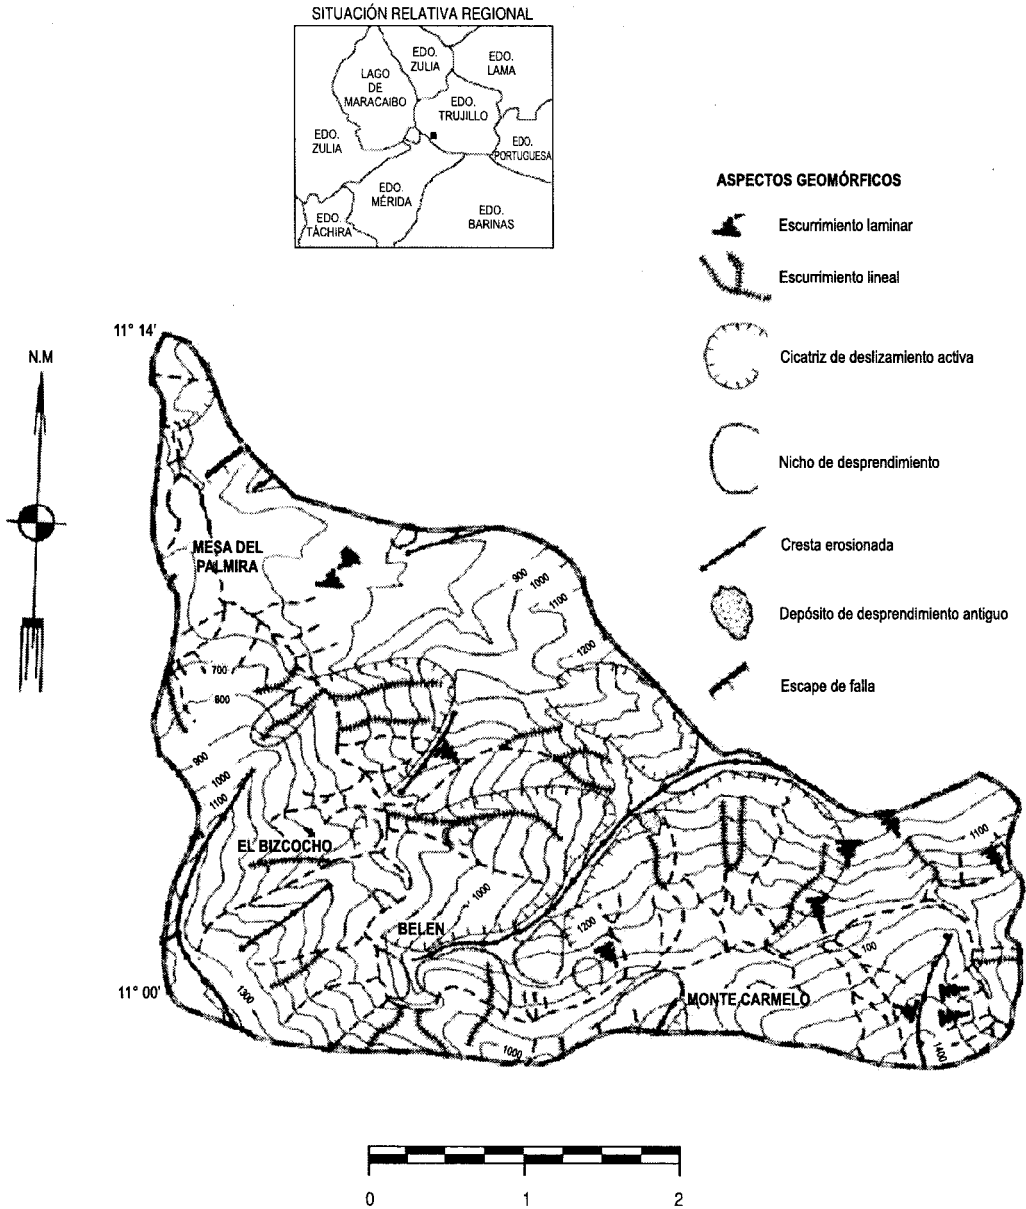 SITUACIÓN RELATIVA REGIONAL
EDO.
ZULIA
EDO.
LAMA
LAGO
DE
MARACAIBO
EDO.
TRUJILLO
EDO.
ZULIA
EDO.
PORTUGUESA
EDO.
MÉRIDA
EDO.
TÁCHIRA
EDO.
BARINAS
ASPECTOS GEOMÓRFICOS
Escurrimiento laminar
Escurrimiento lineal
Cicatriz de deslizamiento activa
Nicho de desprendimiento
Cresta erosionada
Depósito de desprendimiento antiguo
Escape de falla
11° 14'
N.M
MESA DEL
PALMIRA
900
1000
1100
1200
700
800
900
1000
1100
EL BIZCOCHO
1100
1000
BELEN
1200
100
11° 00'
1300
MONTE CARMELO
1000
1400
0 1 2